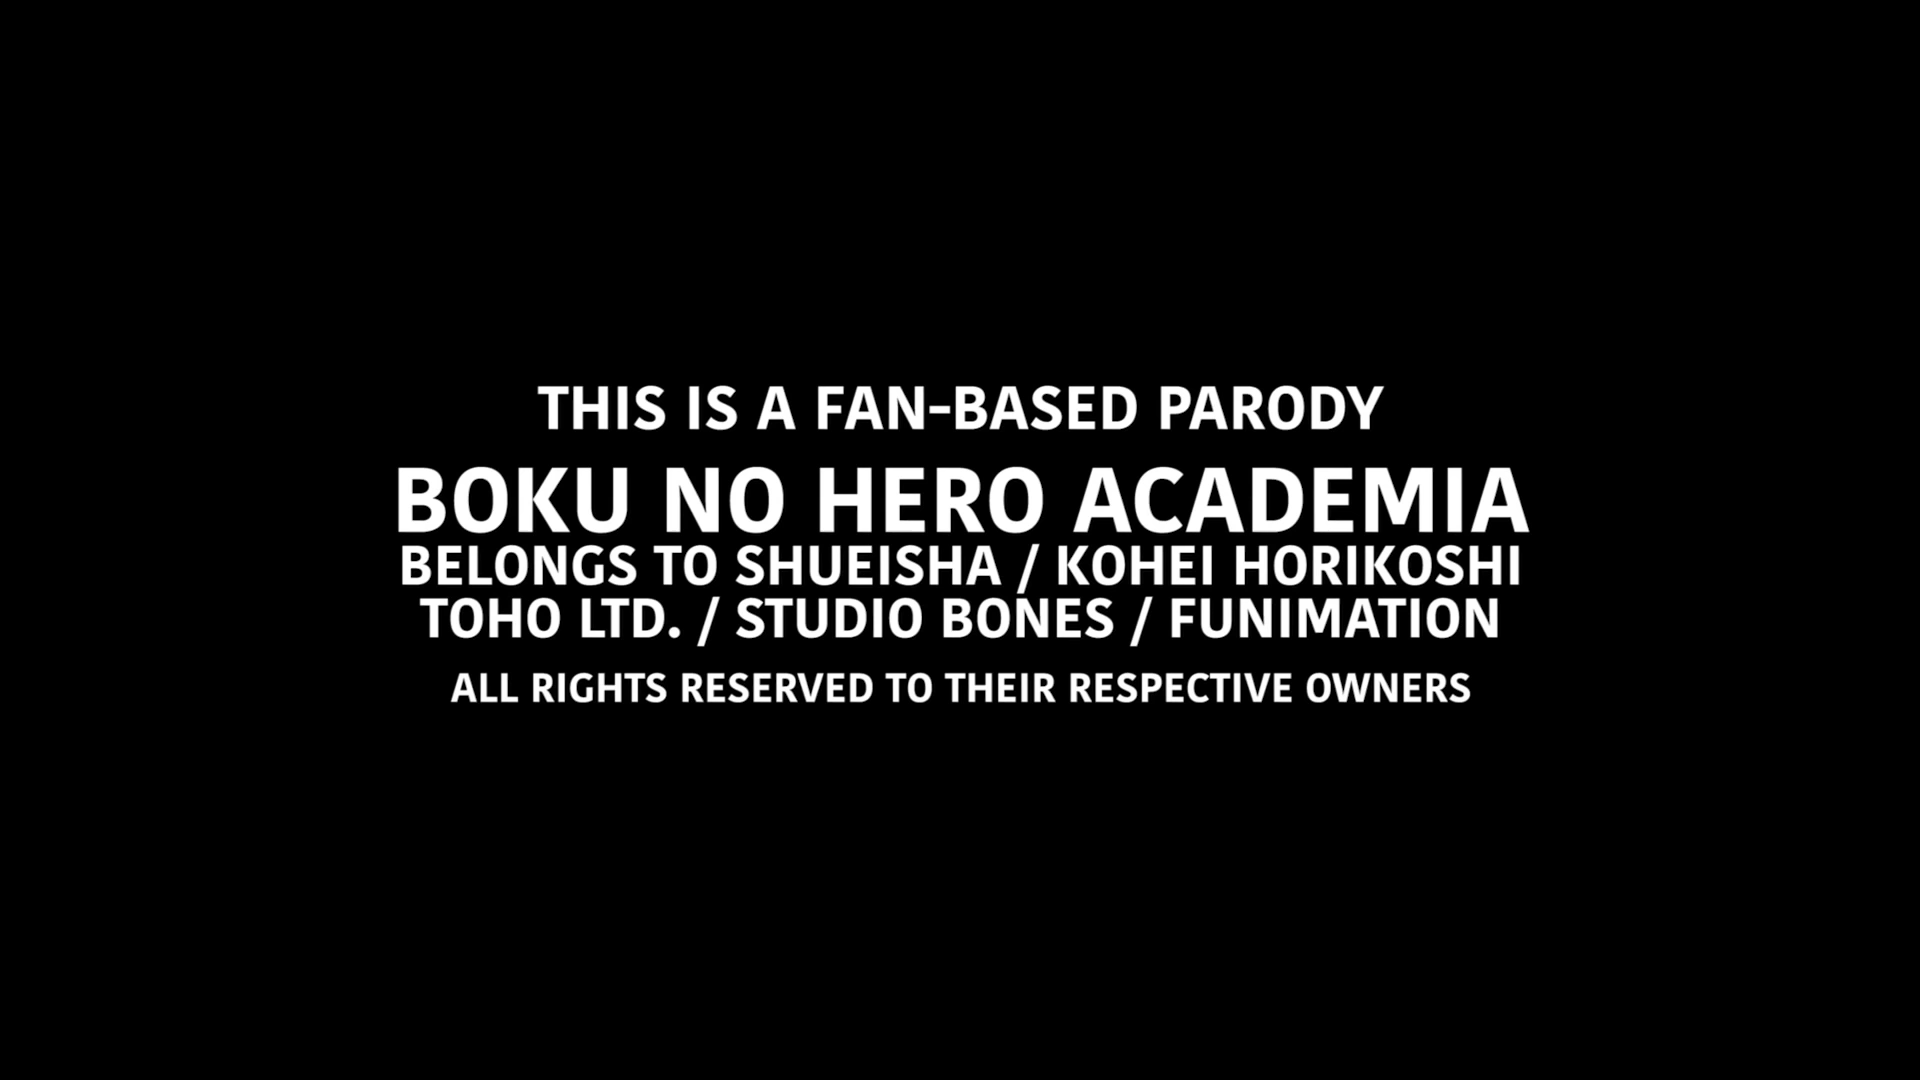 THIS IS A FAN-BASED PARODY
BOKU NO HERO ACADEMIA
BELONGS TO SHUEISHA / KOHEI HORIKOSHI
TOHO LTD. / STUDIO BONES / FUNIMATION
ALL RIGHTS RESERVED TO THEIR RESPECTIVE OWNERS